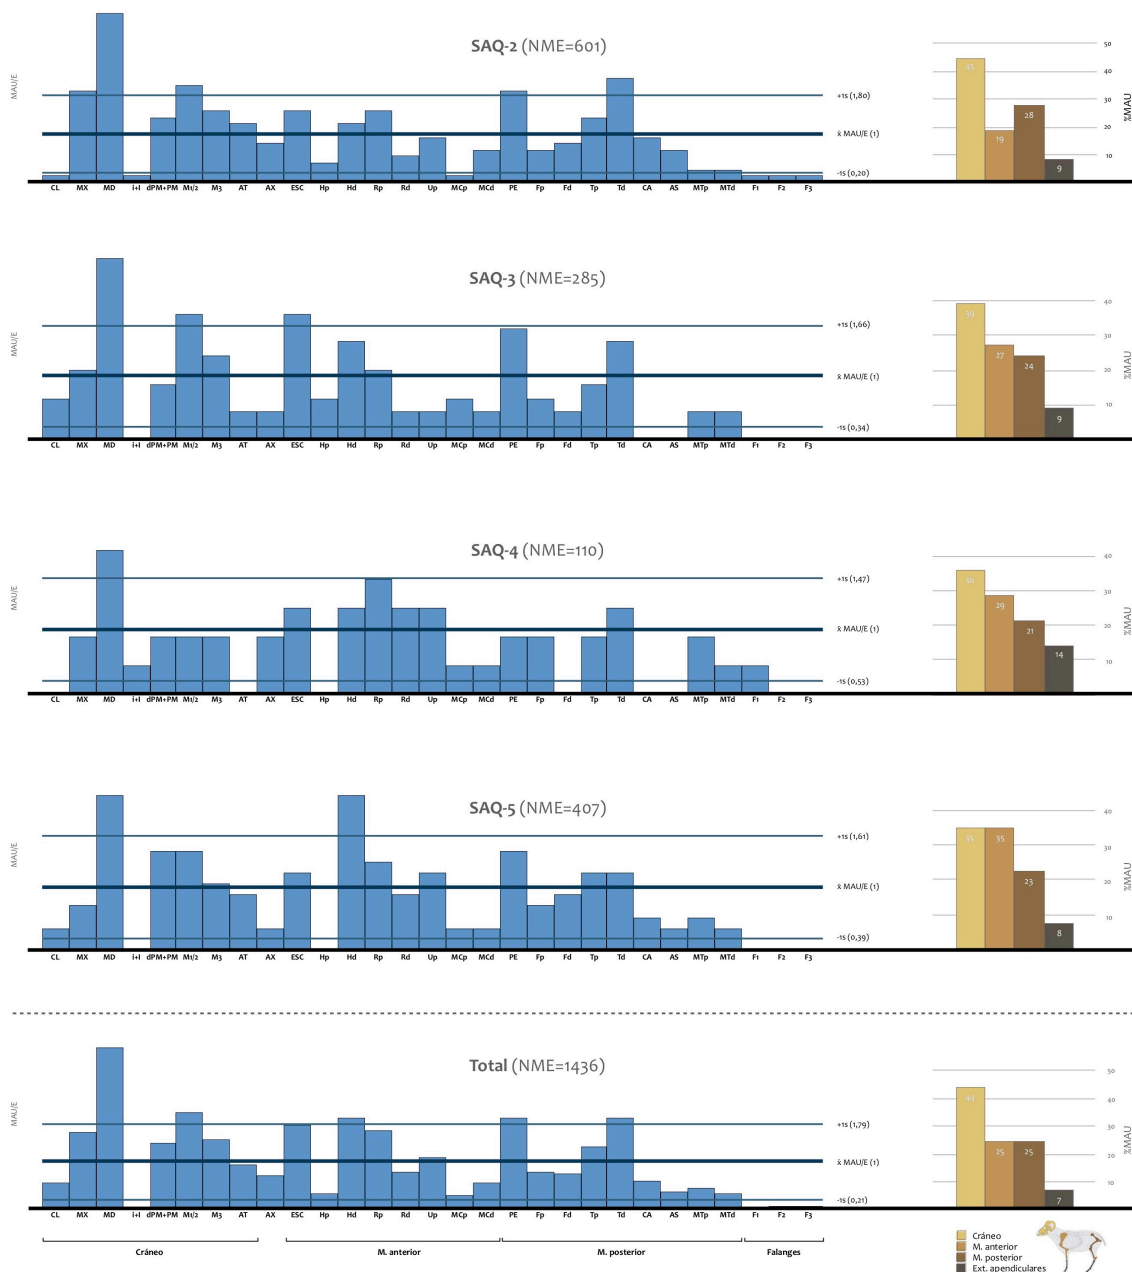 SAQ-2 (NME=601)
MAU/E
+1s (1,80)
x̄ MAU/E (1)
-1s (0,20)
CL MX MD i+I dPM+PM M1/2 M3 AT AX ESC Hp Hd Rp Rd Up MCp MCd PE Fp Fd Tp Td CA AS MTp MTd F1 F2 F3
50
40
30
20
10
%MAU
45
19
28
9
SAQ-3 (NME=285)
MAU/E
+1s (1,66)
x̄ MAU/E (1)
-1s (0,34)
CL MX MD i+I dPM+PM M1/2 M3 AT AX ESC Hp Hd Rp Rd Up MCp MCd PE Fp Fd Tp Td CA AS MTp MTd F1 F2 F3
40
30
20
10
%MAU
39
27
24
9
SAQ-4 (NME=110)
MAU/E
+1s (1,47)
x̄ MAU/E (1)
-1s (0,53)
CL MX MD i+I dPM+PM M1/2 M3 AT AX ESC Hp Hd Rp Rd Up MCp MCd PE Fp Fd Tp Td CA AS MTp MTd F1 F2 F3
40
30
20
10
%MAU
29
21
14
SAQ-5 (NME=407)
MAU/E
+1s (1,61)
x̄ MAU/E (1)
-1s (0,39)
CL MX MD i+I dPM+PM M1/2 M3 AT AX ESC Hp Hd Rp Rd Up MCp MCd PE Fp Fd Tp Td CA AS MTp MTd F1 F2 F3
40
30
20
10
%MAU
35
35
23
8
Total (NME=1436)
MAU/E
+1s (1,79)
x̄ MAU/E (1)
-1s (0,21)
CL MX MD i+I dPM+PM M1/2 M3 AT AX ESC Hp Hd Rp Rd Up MCp MCd PE Fp Fd Tp Td CA AS MTp MTd F1 F2 F3
Cráneo M. anterior M. posterior Falanges
50
40
30
20
10
%MAU
44
25
25
7
Cráneo
M. anterior
M. posterior
Ext. apendiculares